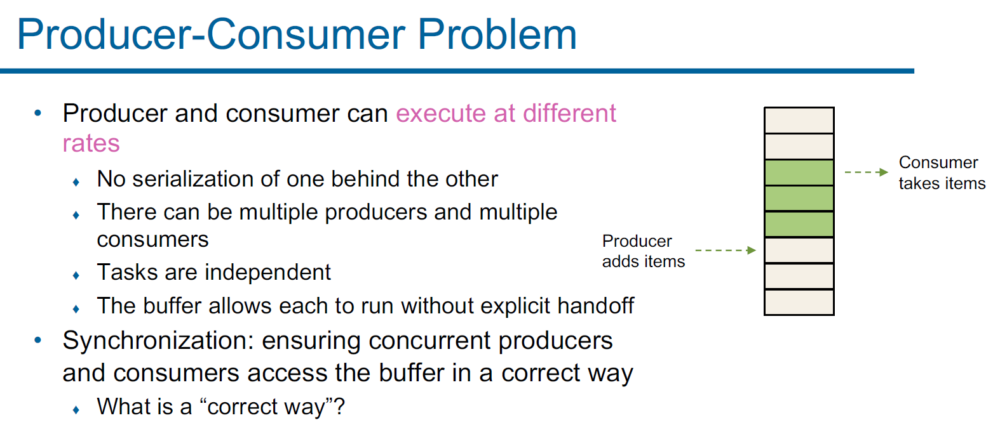 Producer-Consumer Problem
• Producer and consumer can execute at different
rates
♦ No serialization of one behind the other
♦ There can be multiple producers and multiple
consumers
♦ Tasks are independent
♦ The buffer allows each to run without explicit handoff
• Synchronization: ensuring concurrent producers
and consumers access the buffer in a correct way
♦ What is a “correct way”?
Producer
adds items
Consumer
takes items